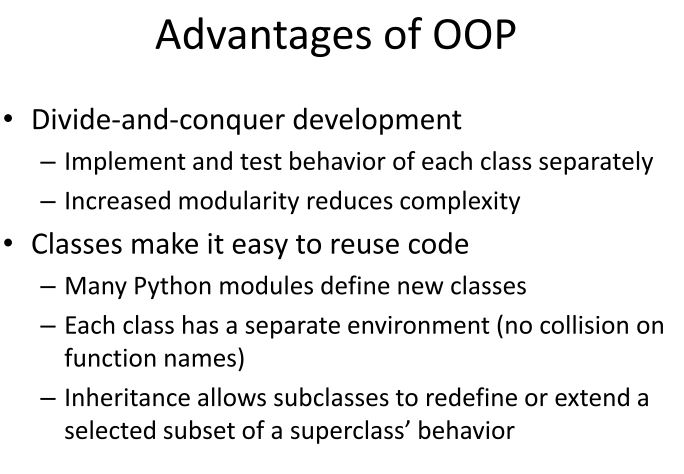 Advantages of OOP
• Divide-and-conquer development
– Implement and test behavior of each class separately
– Increased modularity reduces complexity
• Classes make it easy to reuse code
– Many Python modules define new classes
– Each class has a separate environment (no collision on
function names)
– Inheritance allows subclasses to redefine or extend a
selected subset of a superclass’ behavior